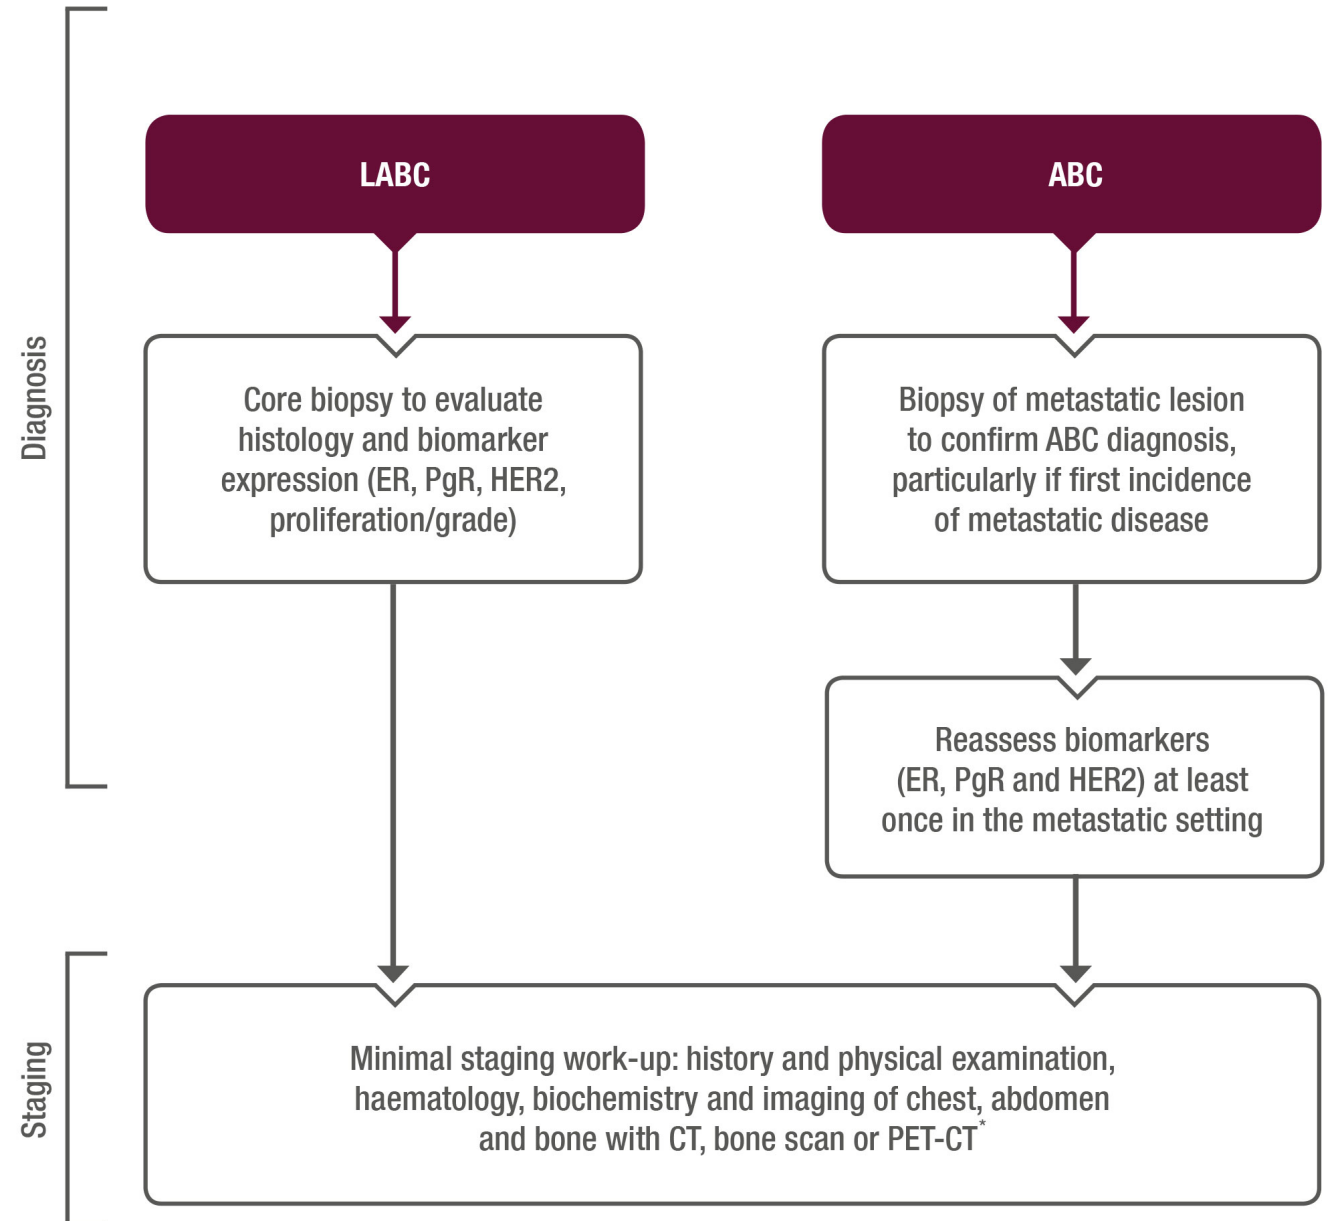 Diagnosis
LABC
Core biopsy to evaluate
histology and biomarker
expression (ER, PgR, HER2,
proliferation/grade)
ABC
Biopsy of metastatic lesion
to confirm ABC diagnosis,
particularly if first incidence
of metastatic disease
Reassess biomarkers
(ER, PgR and HER2) at least
once in the metastatic setting
Staging
Minimal staging work-up: history and physical examination,
haematology, biochemistry and imaging of chest, abdomen
and bone with CT, bone scan or PET-CT*